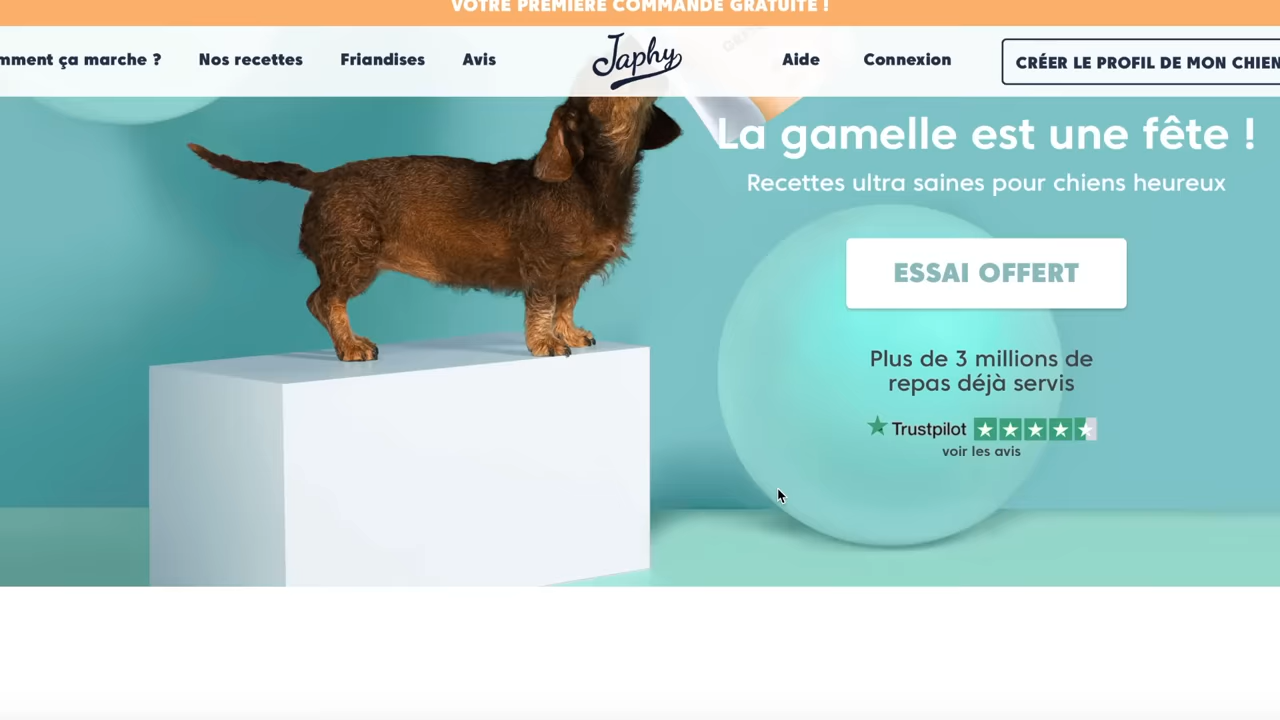 VOTRE PREMIÈRE COMMANDE GRATUITE !
mment ça marche ?
Nos recettes
Friandises
Avis
Japhy
Aide
Connexion
CRÉER LE PROFIL DE MON CHIEN
La gamelle est une fête !
Recettes ultra saines pour chiens heureux
ESSAI OFFERT
Plus de 3 millions de
repas déjà servis
Trustpilot
voir les avis